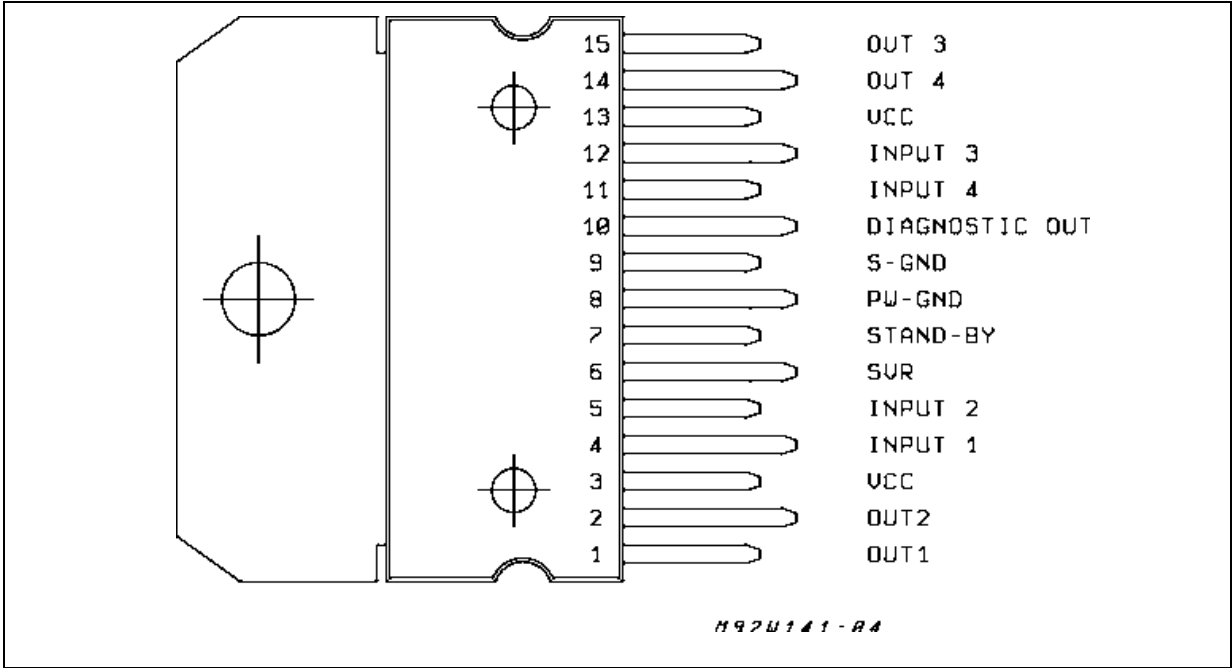 15 OUT 3
14 OUT 4
13 VCC
12 INPUT 3
11 INPUT 4
10 DIAGNOSTIC OUT
9 S-GND
8 PW-GND
7 STAND-BY
6 SVR
5 INPUT 2
4 INPUT 1
3 VCC
2 OUT2
1 OUT1